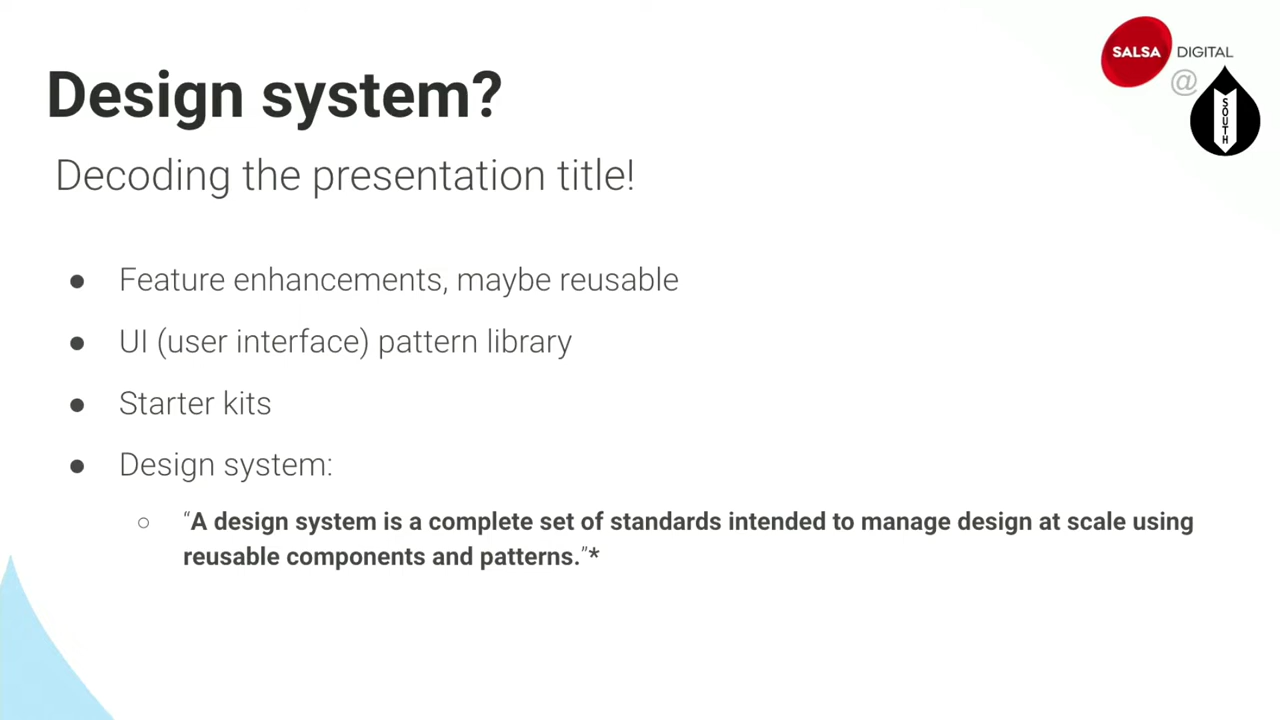 SALSA DIGITAL
@
SOUTH
Design system?
Decoding the presentation title!
● Feature enhancements, maybe reusable
● UI (user interface) pattern library
● Starter kits
● Design system:
○ “A design system is a complete set of standards intended to manage design at scale using
reusable components and patterns.”*